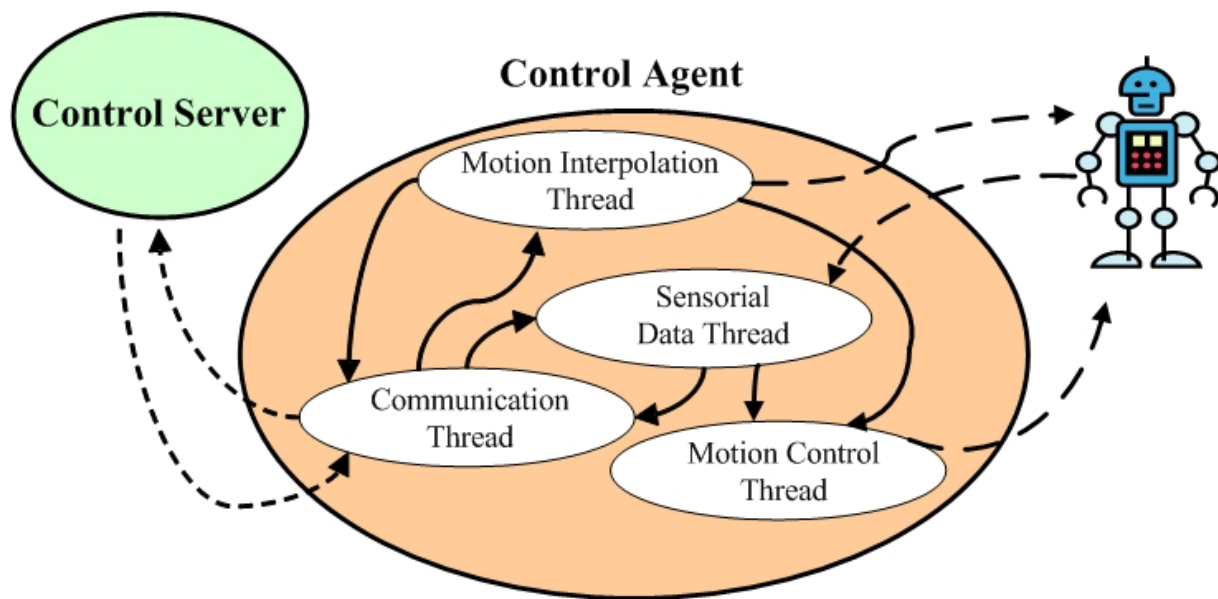 Control Server
Control Agent
Motion Interpolation
Thread
Sensorial
Data Thread
Communication
Thread
Motion Control
Thread